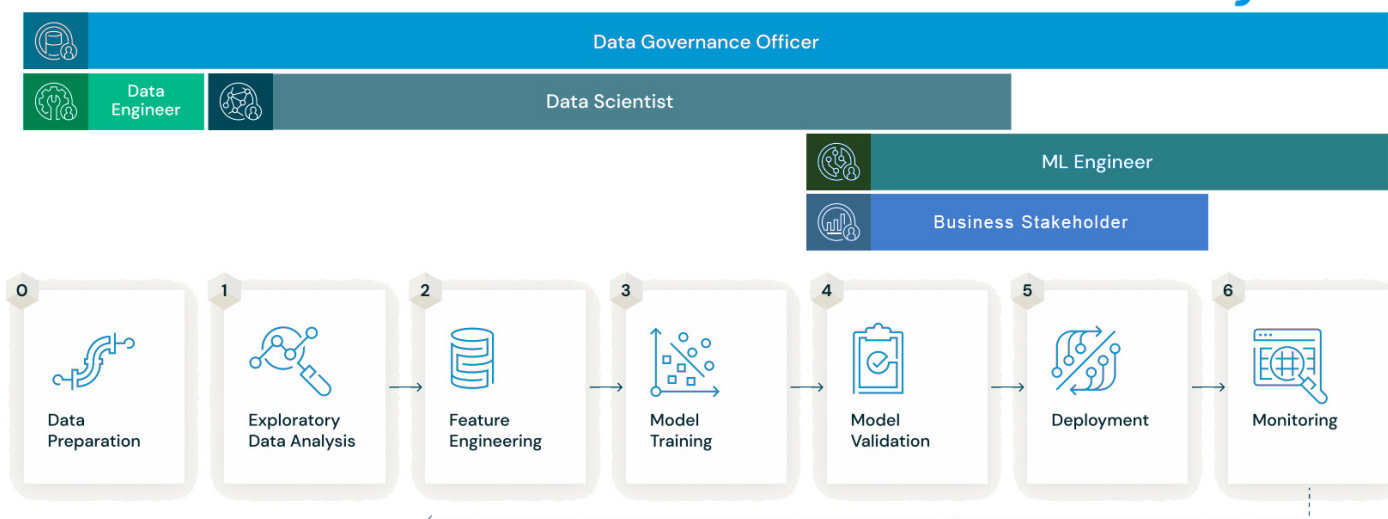 Data Governance Officer
Data
Engineer
Data Scientist
ML Engineer
Business Stakeholder
0
1
2
3
4
5
6
Data
Preparation
Exploratory
Data Analysis
Feature
Engineering
Model
Training
Model
Validation
Deployment
Monitoring